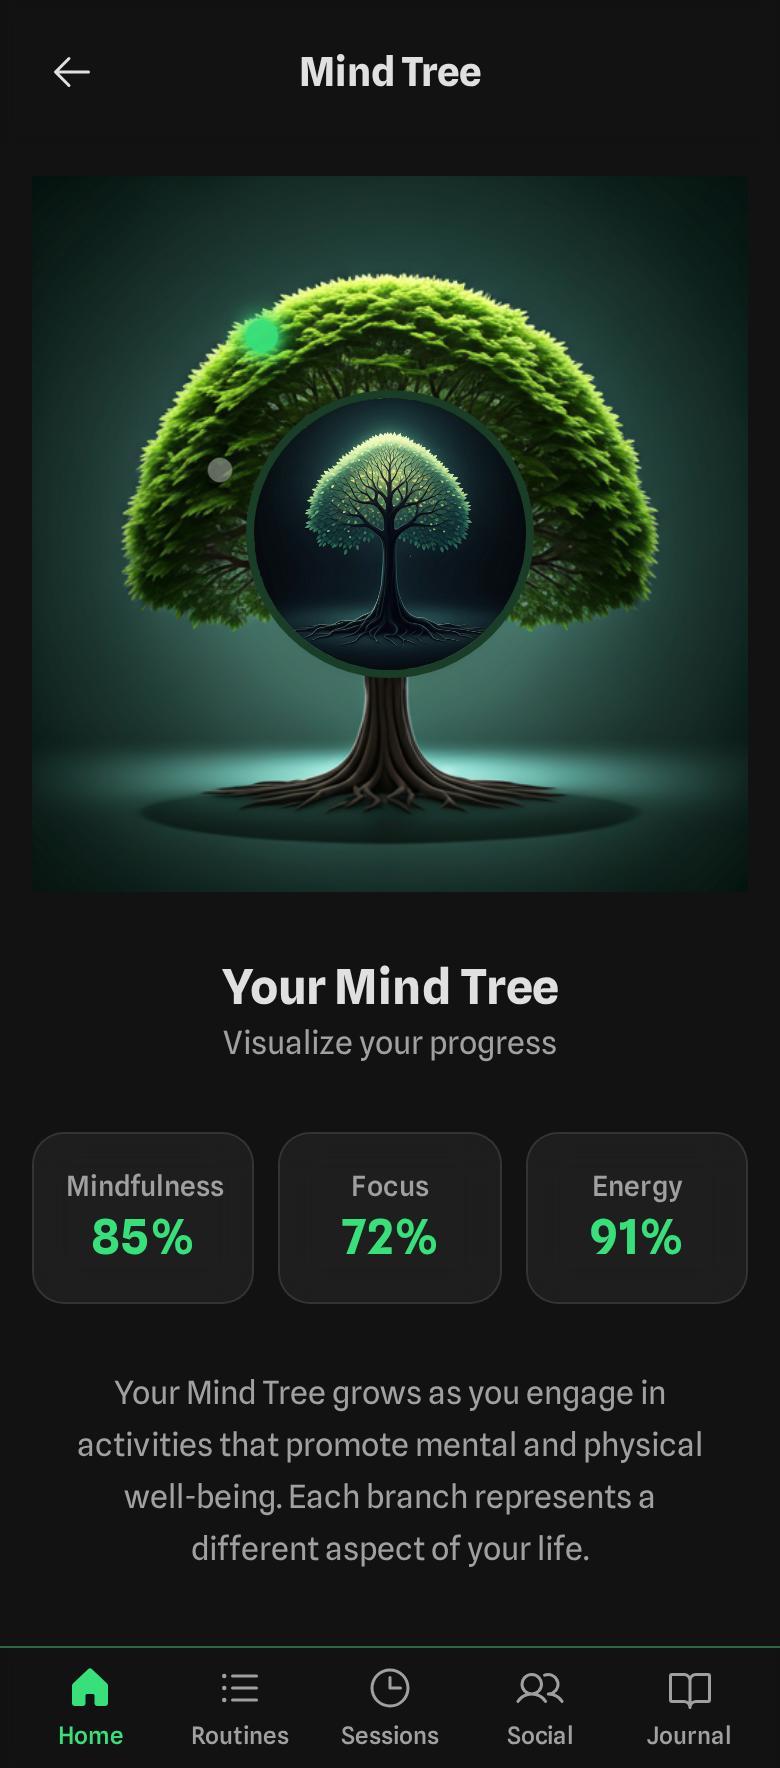 Mind Tree
Your Mind Tree
Visualize your progress
Mindfulness
85%
Focus
72%
Energy
91%
Your Mind Tree grows as you engage in
activities that promote mental and physical
well-being. Each branch represents a
different aspect of your life.
Home
Routines
Sessions
Social
Journal